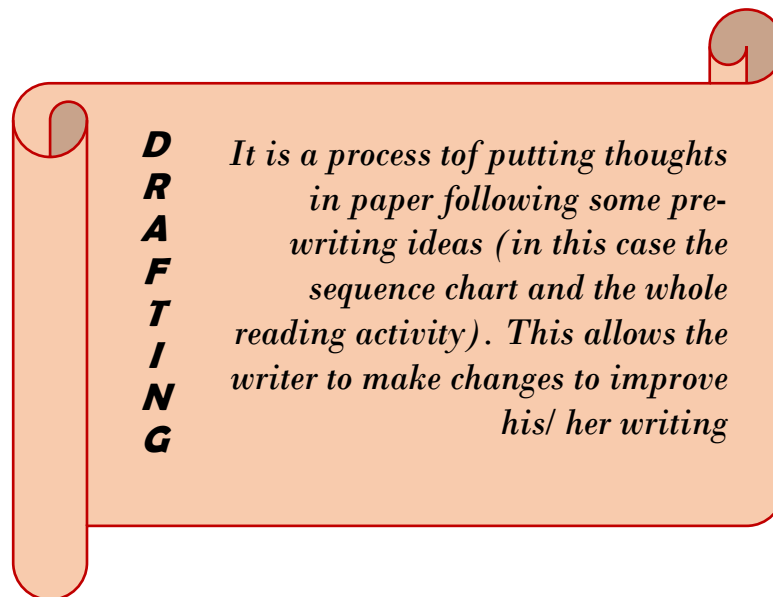 D
R
A
F
T
I
N
G
It is a process tof putting thoughts
in paper following some pre-
writing ideas (in this case the
sequence chart and the whole
reading activity). This allows the
writer to make changes to improve
his/ her writing